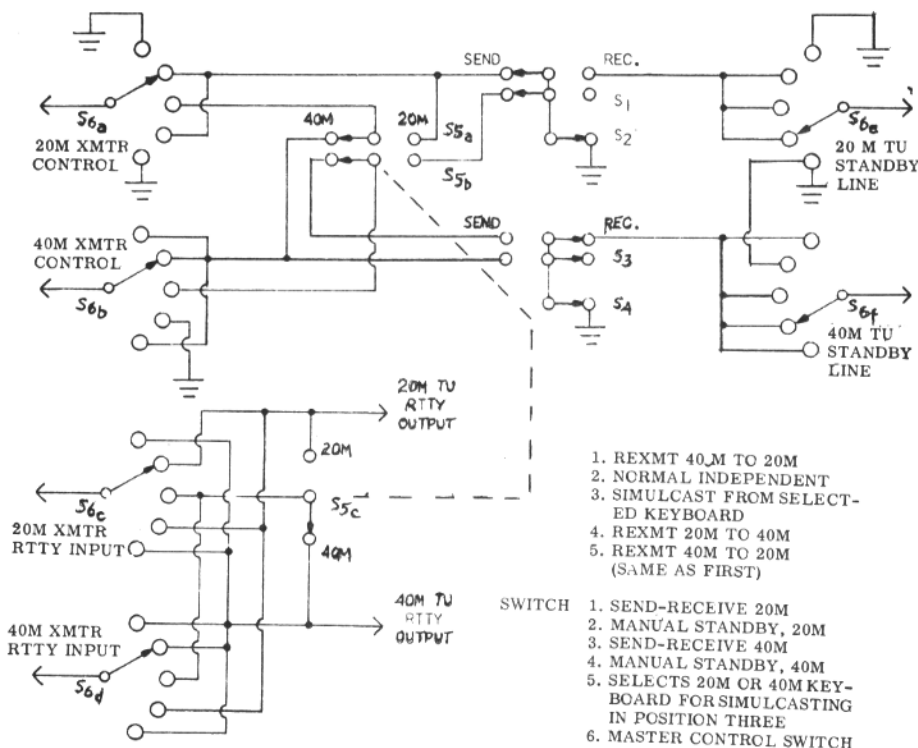 SEND
REC.
S6a
20M XMTR
CONTROL
40M
20M
S5a
S5b
S1
S2
S6e
20 M TU
STANDBY
LINE
40M XMTR
CONTROL
S6b
SEND
REC.
S3
S4
S6f
40M TU
STANDBY
LINE
20M TU
RTTY
OUTPUT
20M
S6c
20M XMTR
RTTY INPUT
S5c
40M
40M XMTR
RTTY INPUT
S6d
40M TU
RTTY
OUTPUT
1. REXMT 40 M TO 20M
2. NORMAL INDEPENDENT
3. SIMULCAST FROM SELECT-
ED KEYBOARD
4. REXMT 20M TO 40M
5. REXMT 40M TO 20M
(SAME AS FIRST)
SWITCH 1. SEND-RECEIVE 20M
2. MANUAL STANDBY, 20M
3. SEND-RECEIVE 40M
4. MANUAL STANDBY, 40M
5. SELECTS 20M OR 40M KEY-
BOARD FOR SIMULCASTING
IN POSITION THREE
6. MASTER CONTROL SWITCH